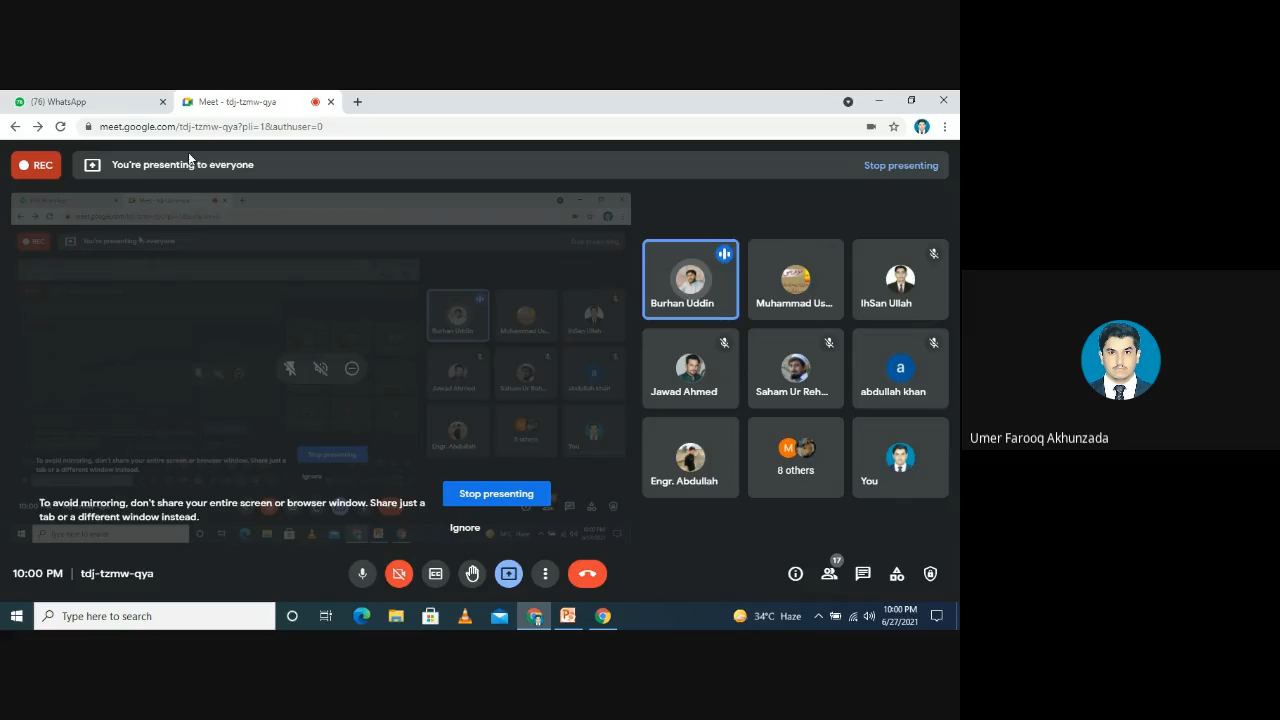 (76) WhatsApp
Meet - tdj-tzmw-qya
meet.google.com/tdj-tzmw-qya?pli=1&authuser=0
REC
You're presenting to everyone
Stop presenting
Burhan Uddin
Muhammad Us...
IhSan Ullah
Jawad Ahmed
Saham Ur Reh...
a
abdullah khan
Engr. Abdullah
M
8 others
You
Umer Farooq Akhunzada
To avoid mirroring, don't share your entire screen or browser window. Share just a
tab or a different window instead.
Stop presenting
Ignore
10:00 PM | tdj-tzmw-qya
17
Type here to search
34°C Haze
10:00 PM
6/27/2021